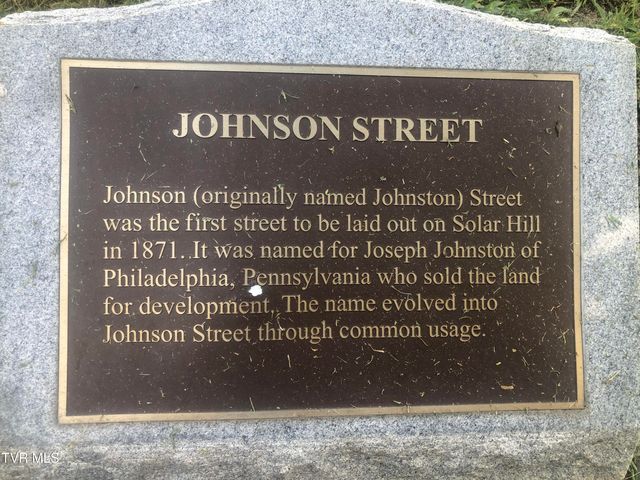 JOHNSON STREET
Johnson (originally named Johnston) Street
was the first street to be laid out on Solar Hill
in 1871. It was named for Joseph Johnston of
Philadelphia, Pennsylvania who sold the land
for development. The name evolved into
Johnson Street through common usage.
TVR MLS